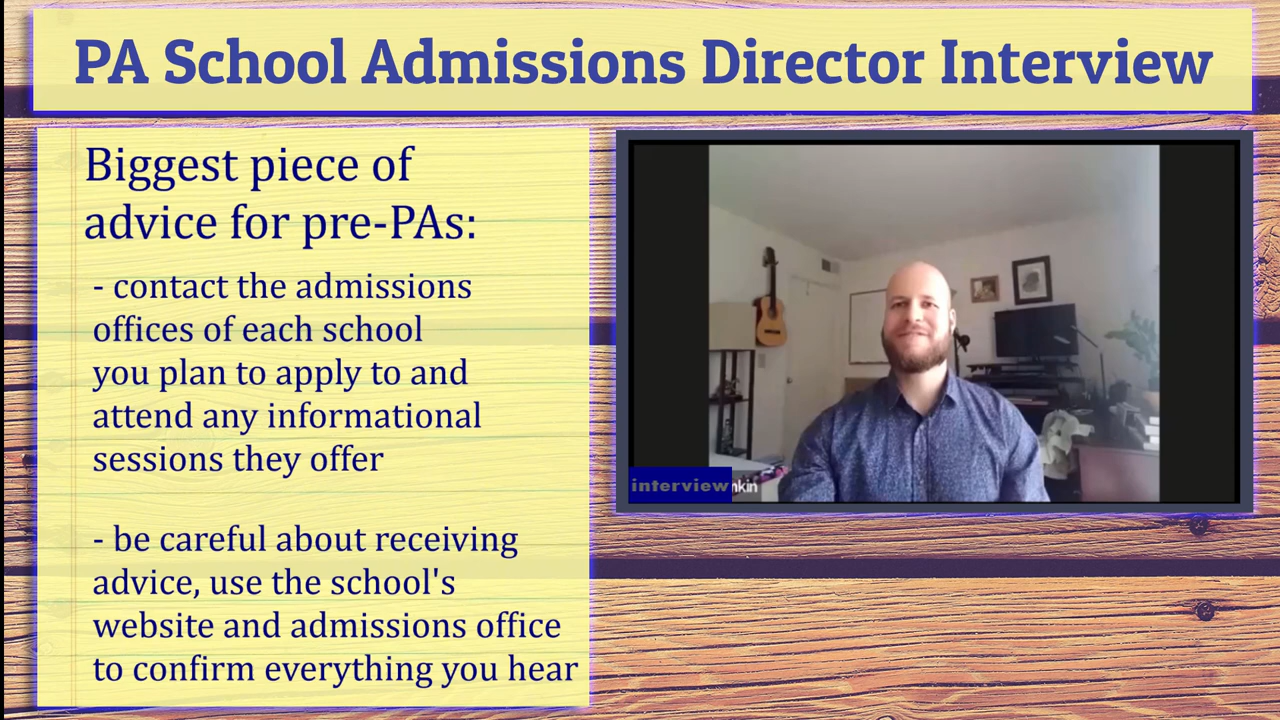 PA School Admissions Director Interview
Biggest piece of
advice for pre-PAs:
- contact the admissions
offices of each school
you plan to apply to and
attend any informational
sessions they offer
- be careful about receiving
advice, use the school's
website and admissions office
to confirm everything you hear
interview nkin